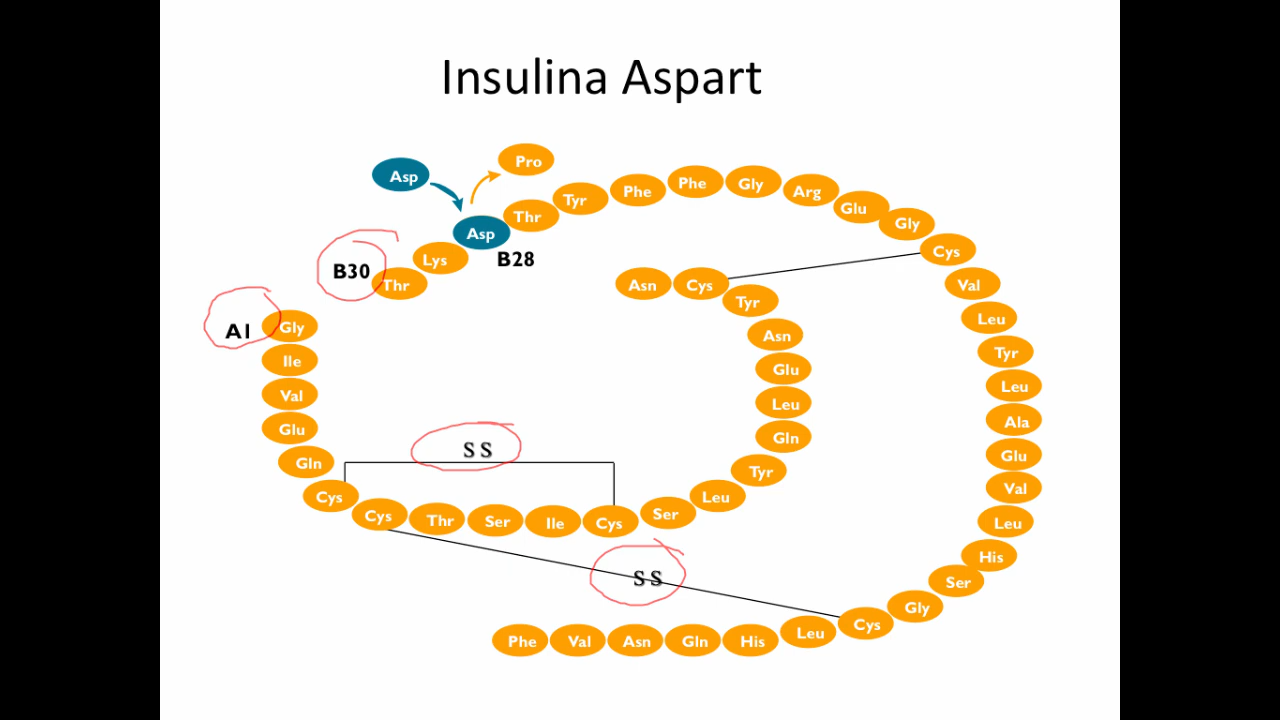 Insulina Aspart
Asp
Pro
B30
Thr
Lys
Asp
B28
Thr
Tyr
Phe
Phe
Gly
Arg
Glu
Gly
Cys
Val
Leu
Tyr
Leu
Ala
Glu
Val
Leu
His
Ser
Gly
Cys
Leu
His
Gln
Asn
Val
Phe
A1
Gly
Ile
Val
Glu
Gln
Cys
Cys
Thr
Ser
Ile
Cys
Ser
Leu
Tyr
Gln
Leu
Glu
Asn
Tyr
Cys
Asn
S S
S S